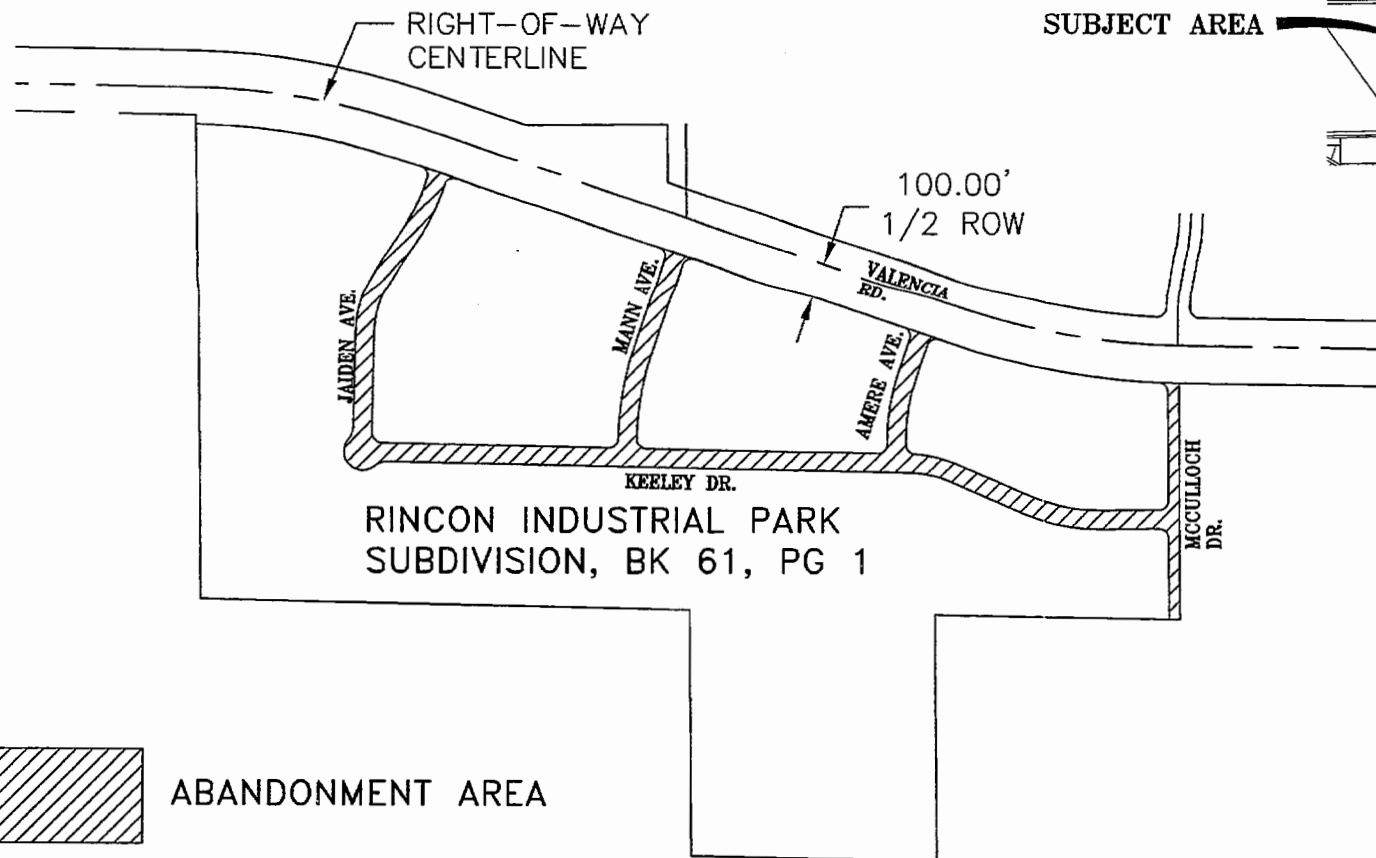 RIGHT-OF-WAY
CENTERLINE
SUBJECT AREA
100.00'
1/2 ROW
VALENCIA
RD.
JAIDEN AVE.
MANN AVE.
AMERE AVE.
KEELEY DR.
MCCULLOCH
DR.
RINCON INDUSTRIAL PARK
SUBDIVISION, BK 61, PG 1
ABANDONMENT AREA